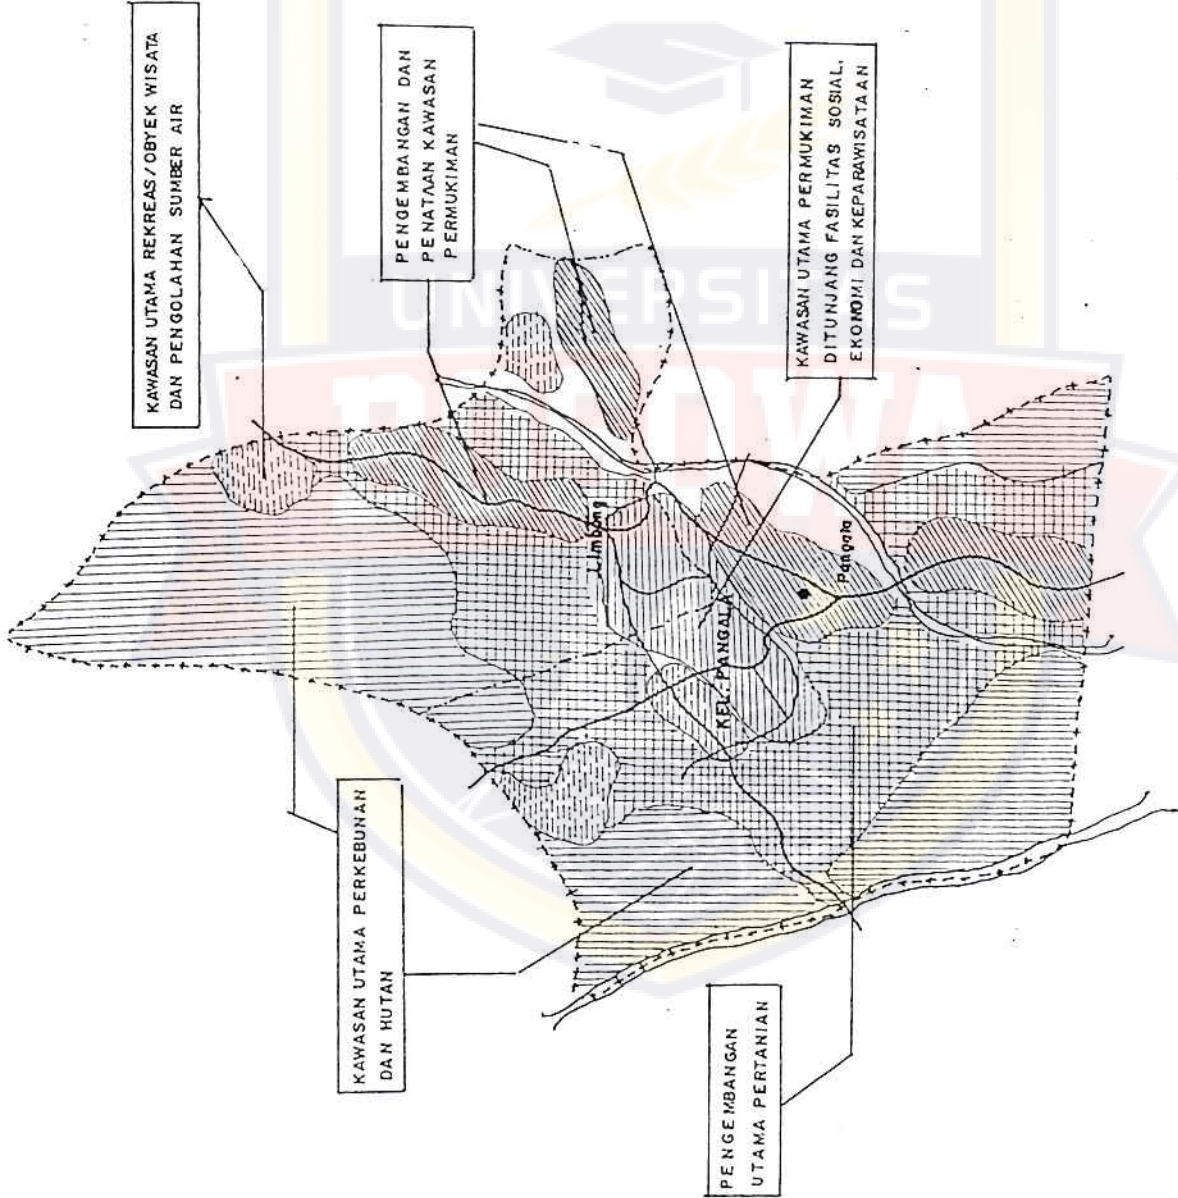 KAWASAN UTAMA REKREAS/OBYEK WISATA
DAN PENGOLAHAN SUMBER AIR
PENGEMBANGAN DAN
PENATAAN KAWASAN
PERMUKIMAN
KAWASAN UTAMA PERMUKIMAN
DITUNJANG FASILITAS SOSIAL,
EKONOMI DAN KEPARAWISATAAN
KAWASAN UTAMA PERKEBUNAN
DAN HUTAN
PENGEMBANGAN
UTAMA PERTANIAN
Limbong
KEL. PANGALA
Pangala
UNIVERSITAS
BOSOWA